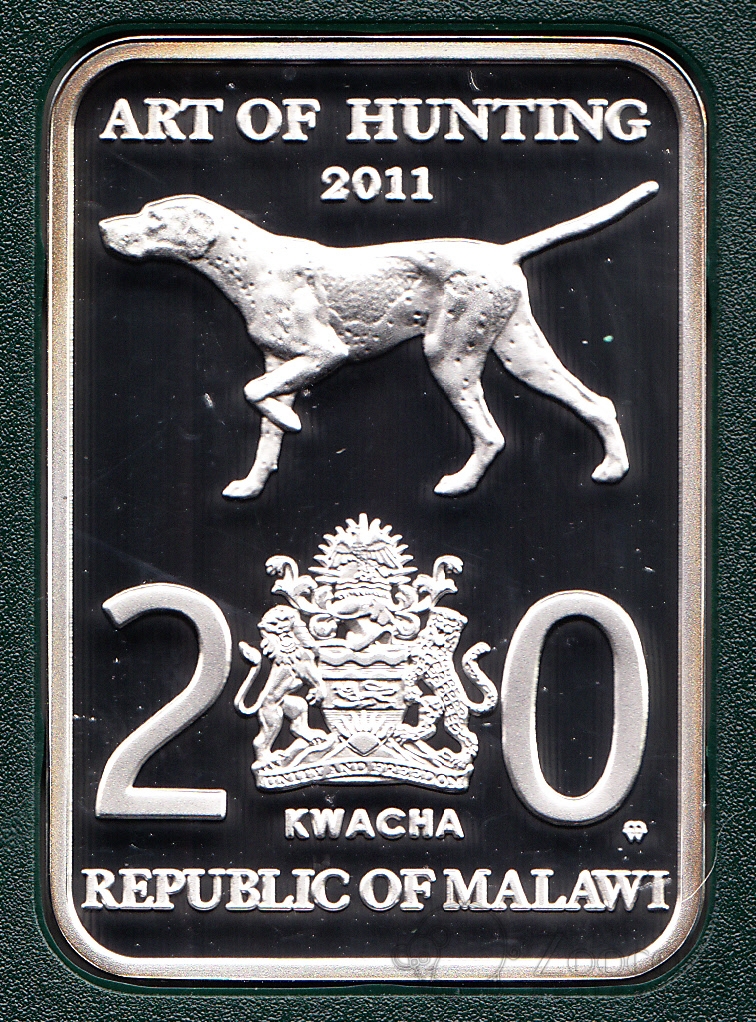 ART OF HUNTING
2011
20
UNITY AND FREEDOM
KWACHA
REPUBLIC OF MALAWI